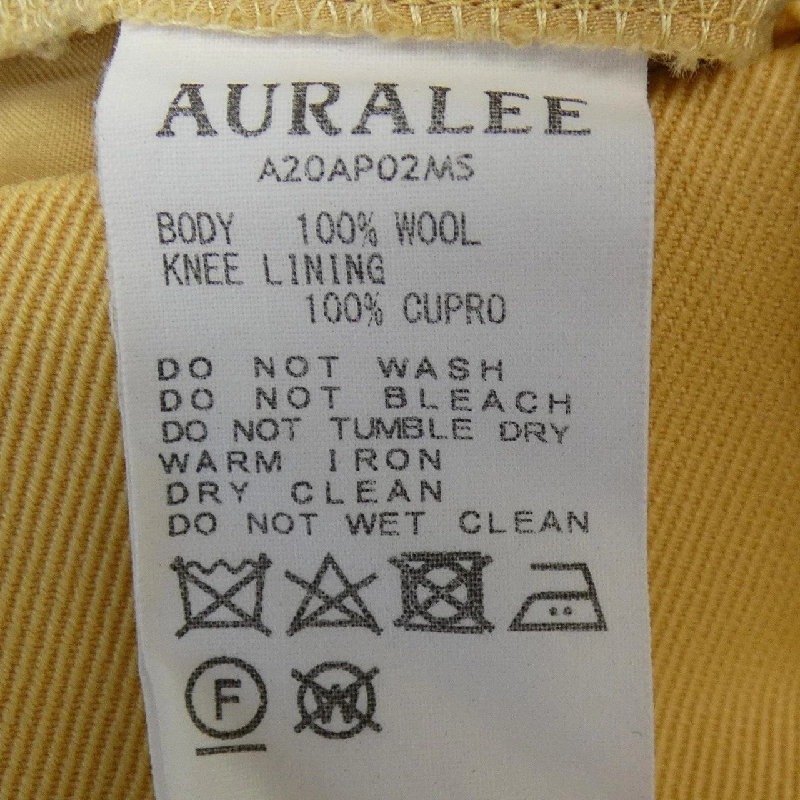 AURALEE
A20AP02MS
BODY 100% WOOL
KNEE LINING
100% CUPRO
DO NOT WASH
DO NOT BLEACH
DO NOT TUMBLE DRY
WARM IRON
DRY CLEAN
DO NOT WET CLEAN
F W